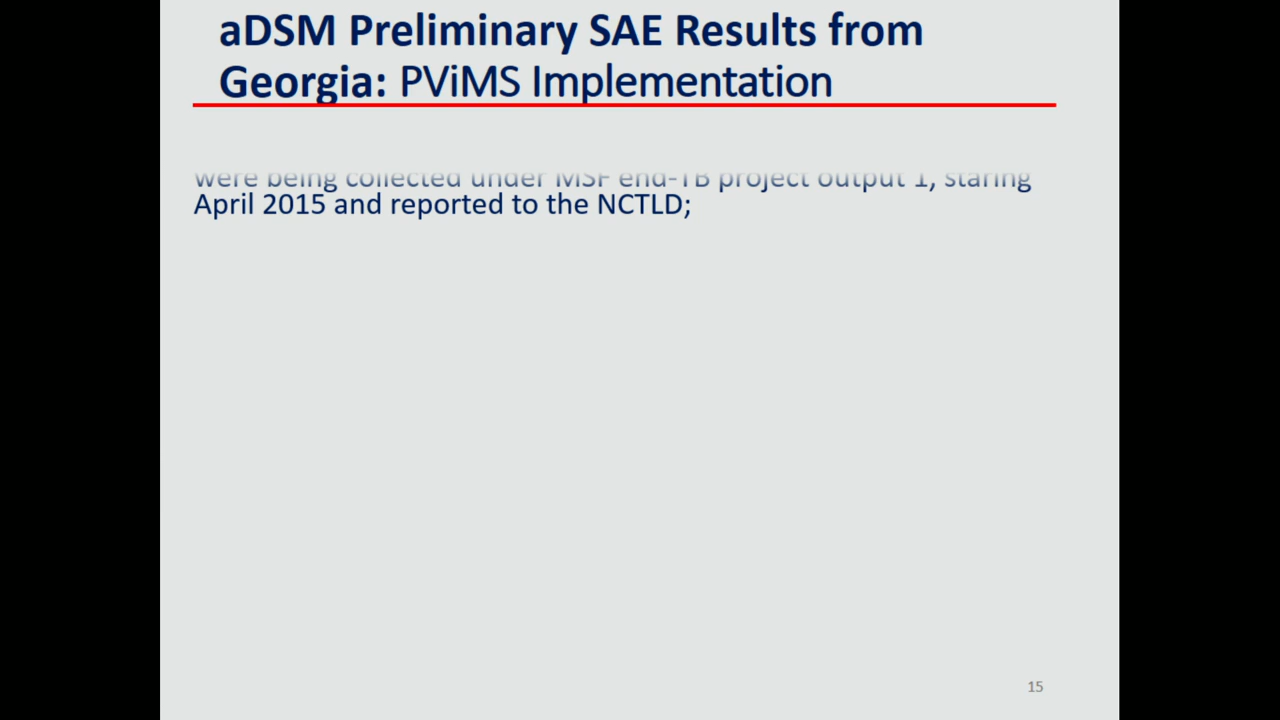 aDSM Preliminary SAE Results from
Georgia: PViMS Implementation
were being collected under MSF end-TB project output 1, staring
April 2015 and reported to the NCTLD;
15